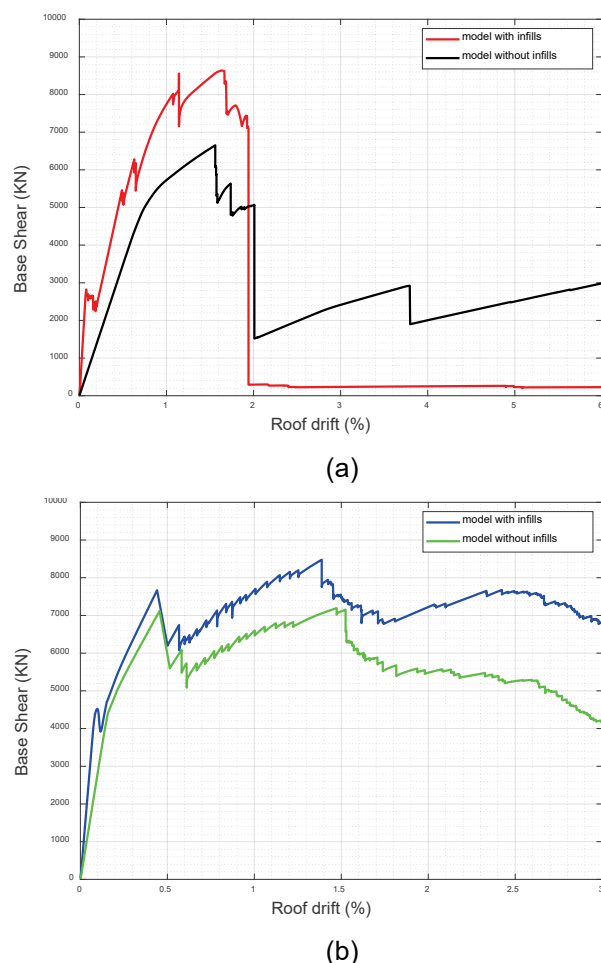 10000
9000
8000
7000
6000
5000
4000
3000
2000
1000
0
Base Shear (KN)
model with infills
model without infills
0 1 2 3 4 5 6
Roof drift (%)
(a)
10000
9000
8000
7000
6000
5000
4000
3000
2000
1000
0
Base Shear (KN)
model with infills
model without infills
0 0.5 1 1.5 2 2.5 3
Roof drift (%)
(b)